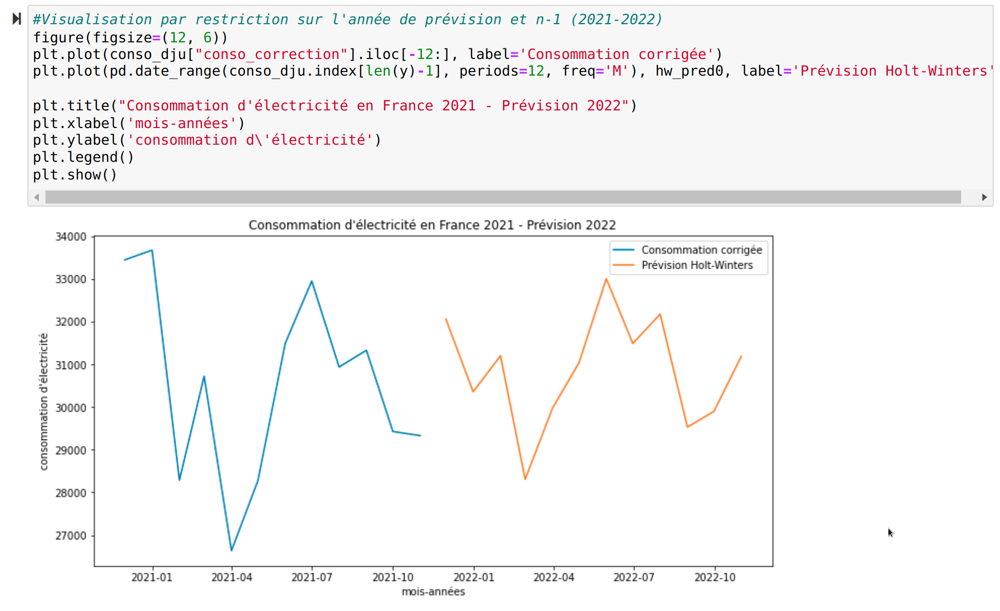 #Visualisation par restriction sur l'année de prévision et n-1 (2021-2022)
figure(figsize=(12, 6))
plt.plot(conso_dju["conso_correction"].iloc[-12:], label='Consommation corrigée')
plt.plot(pd.date_range(conso_dju.index[len(y)-1], periods=12, freq='M'), hw_pred0, label='Prévision Holt-Winters'
plt.title("Consommation d'électricité en France 2021 - Prévision 2022")
plt.xlabel('mois-années')
plt.ylabel('consommation d\'électricité')
plt.legend()
plt.show()
Consommation d'électricité en France 2021 - Prévision 2022
Consommation corrigée
Prévision Holt-Winters
34000
33000
32000
31000
30000
29000
28000
27000
consommation d'électricité
2021-01 2021-04 2021-07 2021-10 2022-01 2022-04 2022-07 2022-10
mois-années